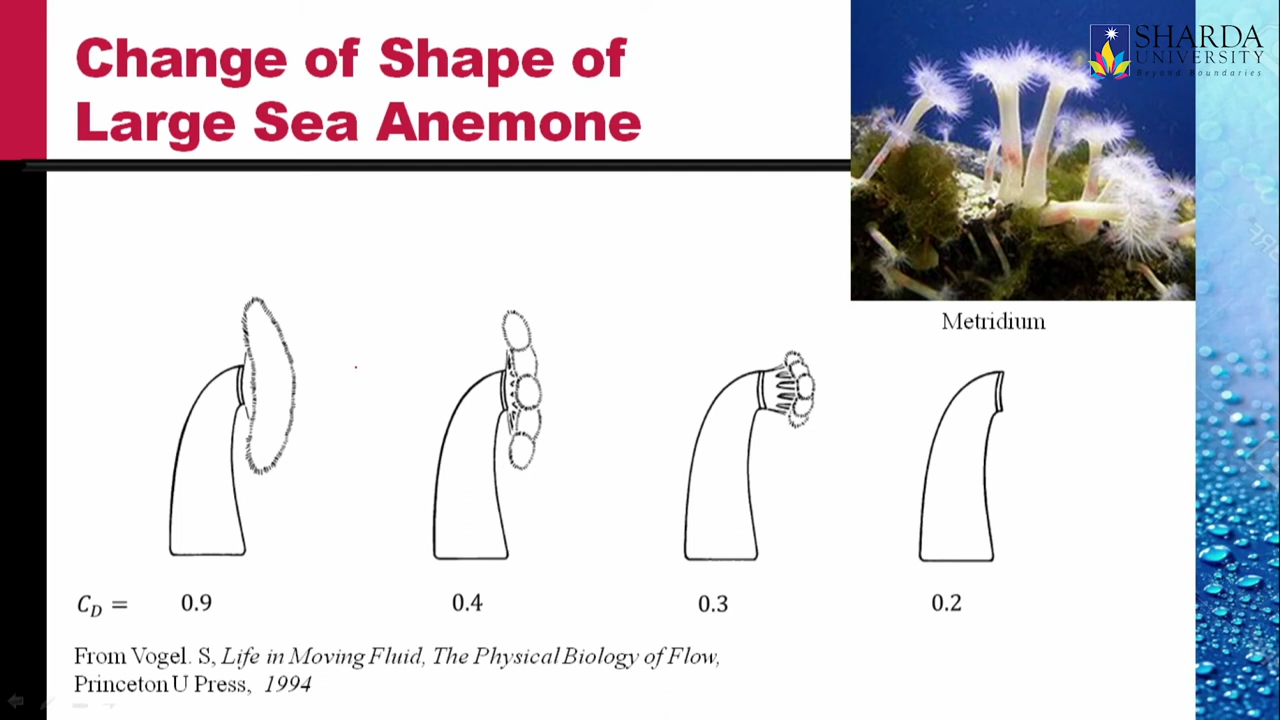 Change of Shape of
Large Sea Anemone
SHARDA
UNIVERSITY
Beyond Boundaries
Metridium
C_D = 0.9 0.4 0.3 0.2
From Vogel. S, Life in Moving Fluid, The Physical Biology of Flow,
Princeton U Press, 1994